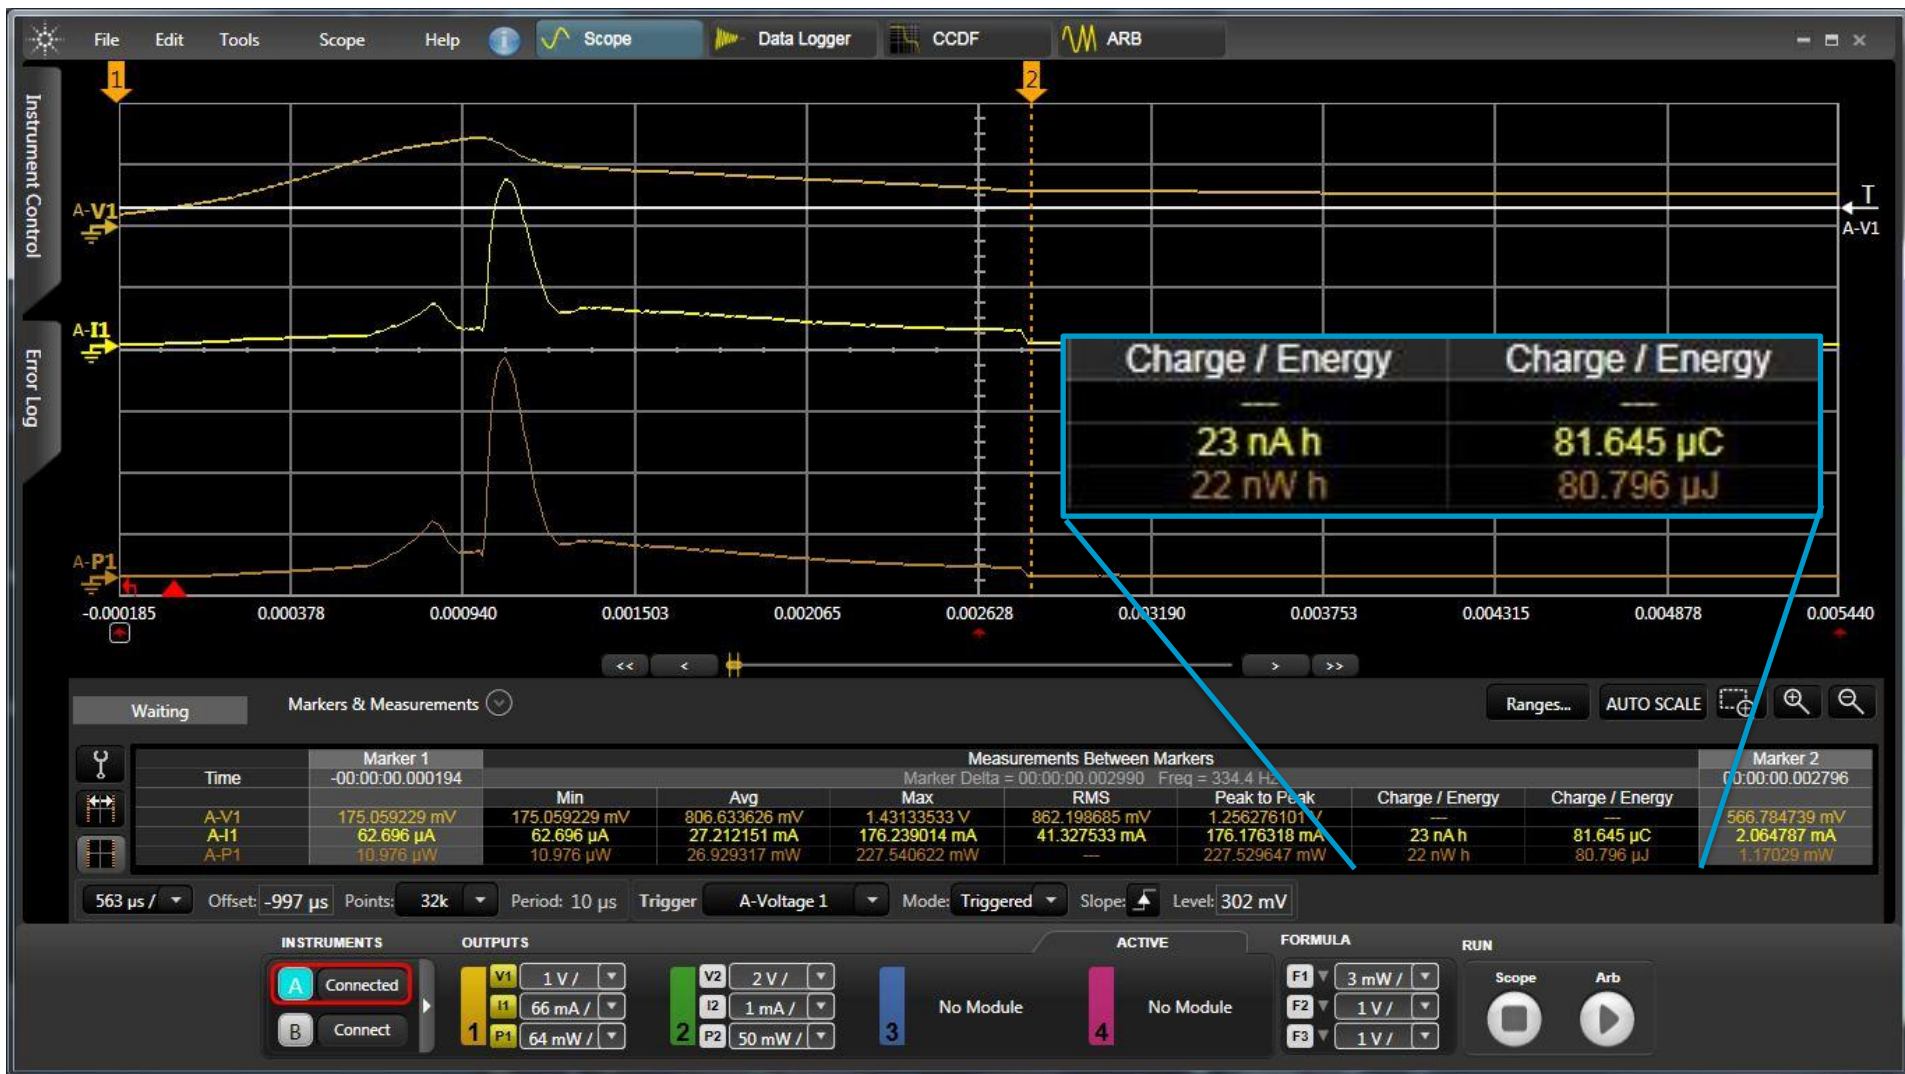 File Edit Tools Scope Help Scope Data Logger CCDF ARB
1 2
Instrument Control
Error Log
A-V1
T
A-V1
A-I1
Charge / Energy Charge / Energy
--- ---
23 nA h 81.645 µC
22 nW h 80.796 µJ
A-P1
-0.000185 0.000378 0.000940 0.001503 0.002065 0.002628 0.003190 0.003753 0.004315 0.004878 0.005440
<< < > >>
Waiting Markers & Measurements Ranges... AUTO SCALE
Marker 1 Measurements Between Markers Marker 2
Time -00:00:00.000194 Marker Delta = 00:00:00.002990 Freq = 334.4 Hz 00:00:00.002796
Min Avg Max RMS Peak to Peak Charge / Energy Charge / Energy
A-V1 175.059229 mV 175.059229 mV 806.633626 mV 1.43133533 V 862.198685 mV 1.256276101 V --- --- 566.784739 mV
A-I1 62.696 µA 62.696 µA 27.212151 mA 176.239014 mA 41.327533 mA 176.176318 mA 23 nA h 81.645 µC 2.064787 mA
A-P1 10.976 µW 10.976 µW 26.929317 mW 227.540622 mW --- 227.529647 mW 22 nW h 80.796 µJ 1.17029 mW
563 µs / Offset: -997 µs Points: 32k Period: 10 µs Trigger A-Voltage 1 Mode: Triggered Slope: Level: 302 mV
INSTRUMENTS OUTPUTS ACTIVE FORMULA RUN
A Connected V1 1 V / V2 2 V / F1 3 mW / Scope Arb
I1 66 mA / I2 1 mA / No Module No Module F2 1 V /
B Connect 1 P1 64 mW / 2 P2 50 mW / 3 4 F3 1 V /